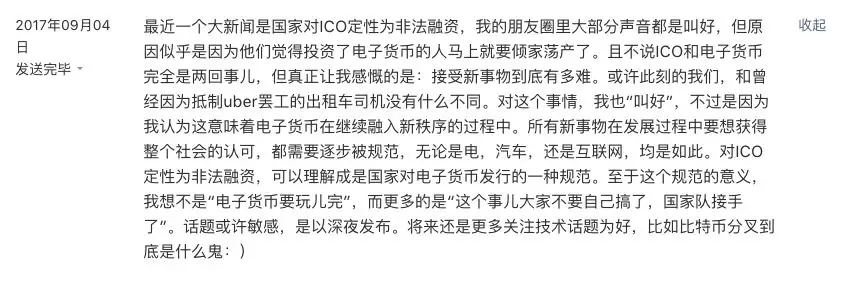 2017年09月04日
发送完毕
最近一个大新闻是国家对ICO定性为非法融资，我的朋友圈里大部分声音都是叫好，但原
因似乎是因为他们觉得投资了电子货币的人马上就要倾家荡产了。且不说ICO和电子货币
完全是两回事儿，但真正让我感慨的是：接受新事物到底有多难。或许此刻的我们，和曾
经因为抵制uber罢工的出租车司机没有什么不同。对这个事情，我也“叫好”，不过是因为
我认为这意味着电子货币在继续融入新秩序的过程中。所有新事物在发展过程中要想获得
整个社会的认可，都需要逐步被规范，无论是电，汽车，还是互联网，均是如此。对ICO
定性为非法融资，可以理解成是国家对电子货币发行的一种规范。至于这个规范的意义，
我想不是“电子货币要玩儿完”，而更多的是“这个事儿大家不要自己搞了，国家队接手
了”。话题或许敏感，是以深夜发布。将来还是更多关注技术话题为好，比如比特币分叉到
底是什么鬼：）
收起